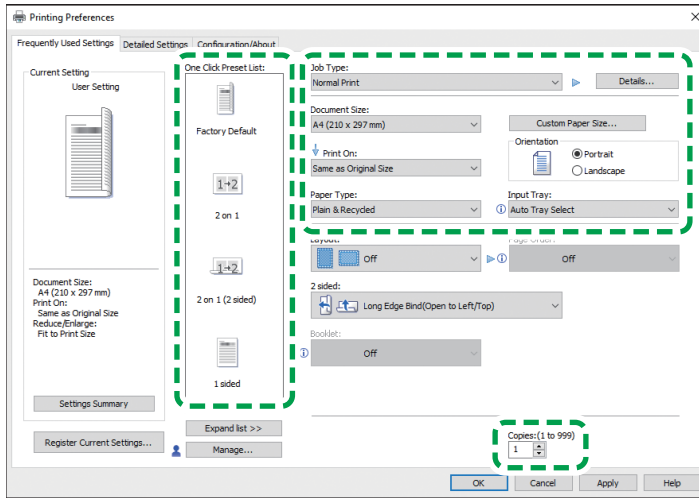 Printing Preferences
Frequently Used Settings
Detailed Settings
Configuration/About
Current Setting
User Setting
Document Size:
A4 (210 x 297 mm)
Print On:
Same as Original Size
Reduce/Enlarge:
Fit to Print Size
Settings Summary
Register Current Settings...
One Click Preset List:
Factory Default
1→2
2 on 1
1→2
2 on 1 (2 sided)
1 sided
Expand list >>
Manage...
Job Type:
Normal Print
Details...
Document Size:
A4 (210 x 297 mm)
Custom Paper Size...
Print On:
Same as Original Size
Orientation
Portrait
Landscape
Paper Type:
Plain & Recycled
Input Tray:
Auto Tray Select
Layout:
Off
Page Order:
Off
2 sided:
Long Edge Bind(Open to Left/Top)
Booklet:
Off
Copies:(1 to 999)
1
OK
Cancel
Apply
Help